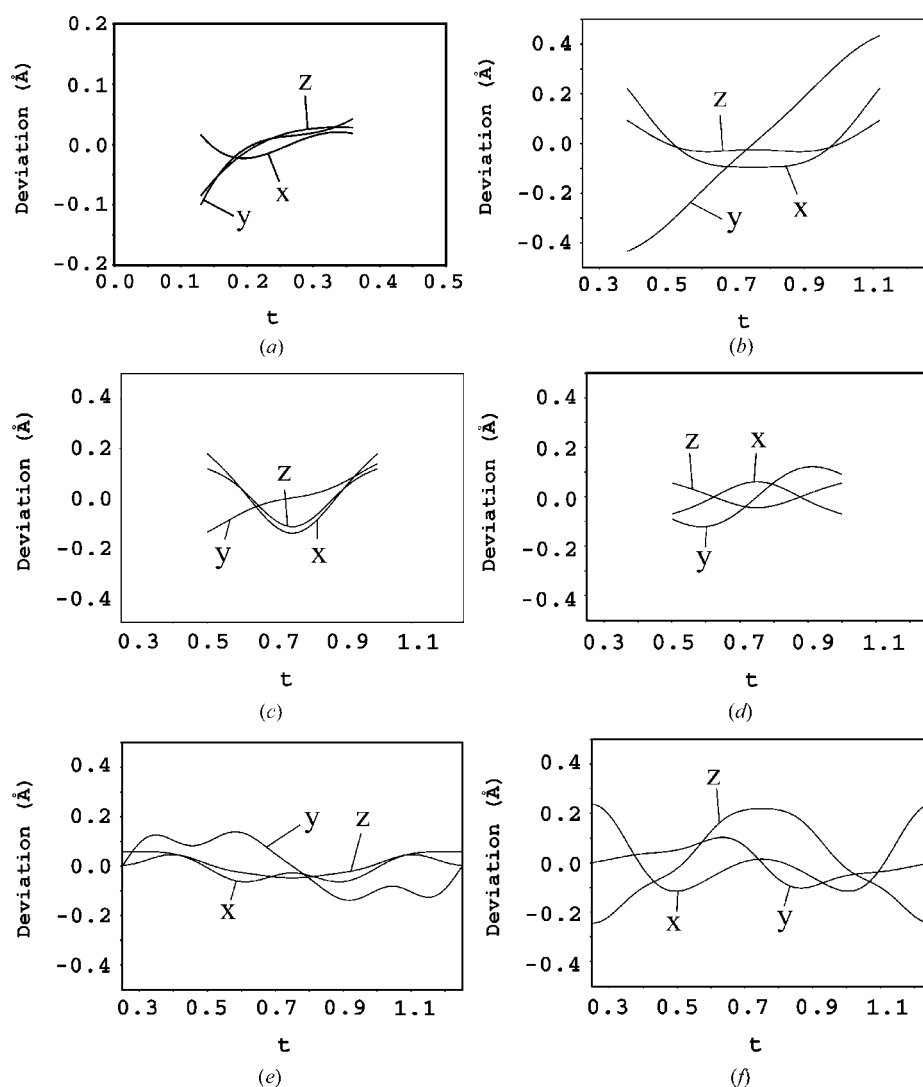 0.2
0.1
0.0
-0.1
-0.2
Deviation (Å)
z
x
y
0.0 0.1 0.2 0.3 0.4 0.5
t
(a)
0.4
0.2
0.0
-0.2
-0.4
Deviation (Å)
z
x
y
0.3 0.5 0.7 0.9 1.1
t
(b)
0.4
0.2
0.0
-0.2
-0.4
Deviation (Å)
z
y
x
0.3 0.5 0.7 0.9 1.1
t
(c)
0.4
0.2
0.0
-0.2
-0.4
Deviation (Å)
z
x
y
0.3 0.5 0.7 0.9 1.1
t
(d)
0.4
0.2
0.0
-0.2
-0.4
Deviation (Å)
y
z
x
0.3 0.5 0.7 0.9 1.1
t
(e)
0.4
0.2
0.0
-0.2
-0.4
Deviation (Å)
z
x
y
0.3 0.5 0.7 0.9 1.1
t
(f)